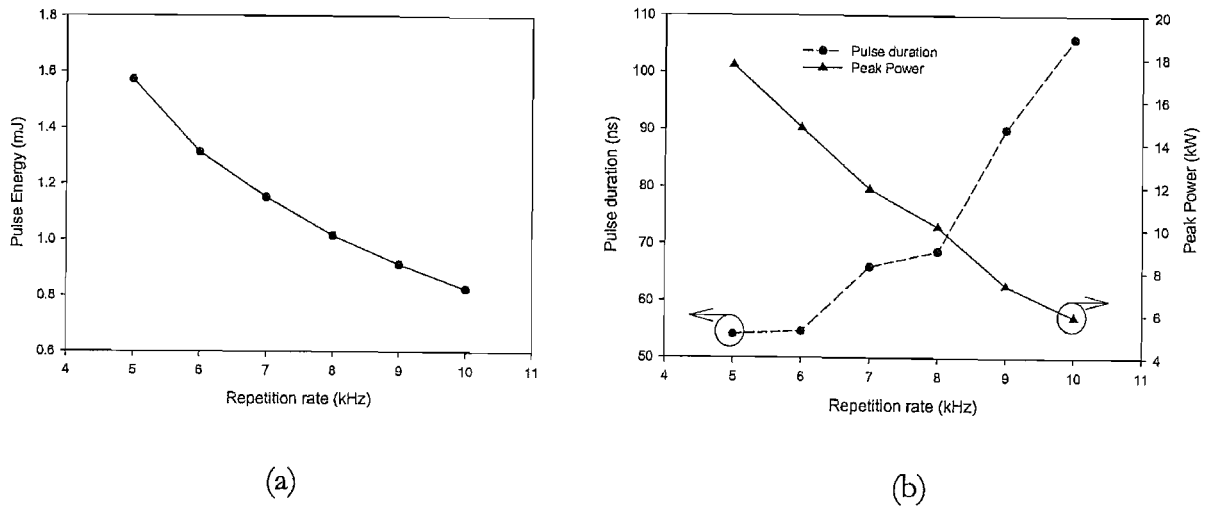 1.8
1.6
1.4
1.2
1.0
0.8
0.6
Pulse Energy (mJ)
4 5 6 7 8 9 10 11
Repetition rate (kHz)
(a)
110
100
90
80
70
60
50
Pulse duration (ns)
Pulse duration
Peak Power
20
18
16
14
12
10
8
6
4
Peak Power (kW)
4 5 6 7 8 9 10 11
Repetition rate (kHz)
(b)